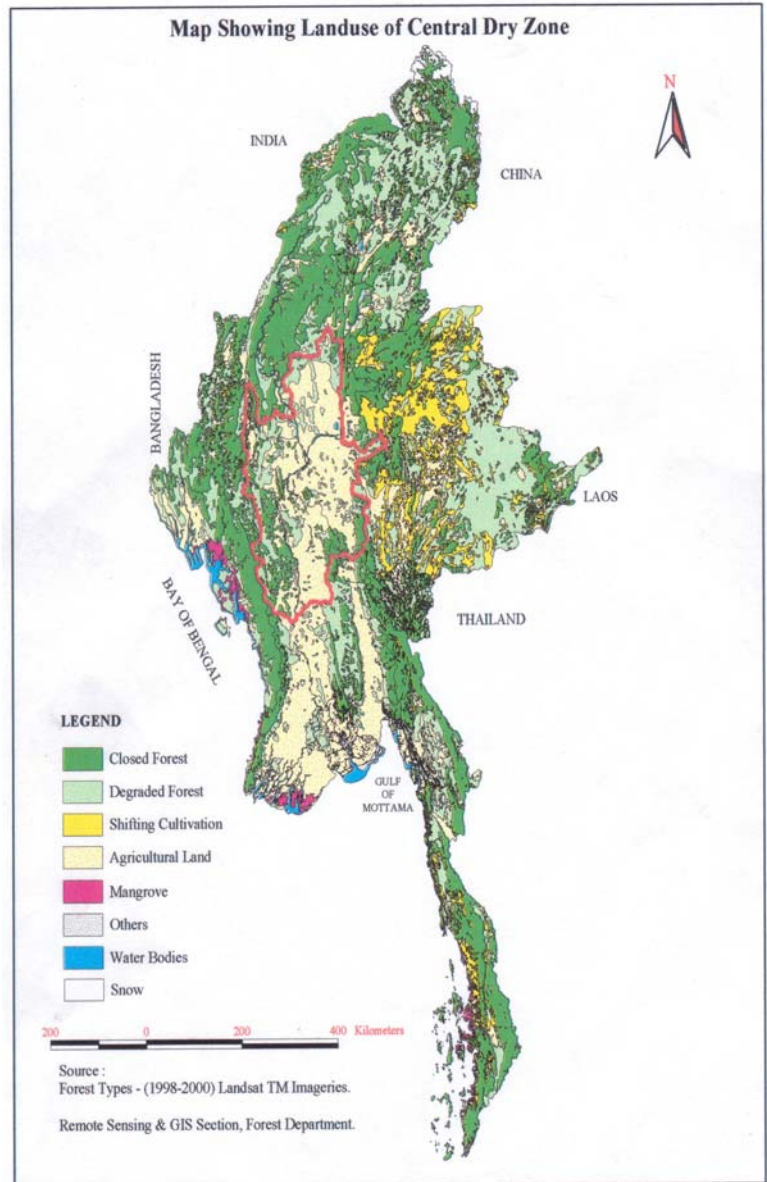 Map Showing Landuse of Central Dry Zone
N
INDIA
CHINA
BANGLADESH
LAOS
BAY OF BENGAL
THAILAND
GULF
OF
MOTTAMA
LEGEND
Closed Forest
Degraded Forest
Shifting Cultivation
Agricultural Land
Mangrove
Others
Water Bodies
Snow
200 0 200 400 Kilometers
Source :
Forest Types - (1998-2000) Landsat TM Imageries.
Remote Sensing & GIS Section, Forest Department.